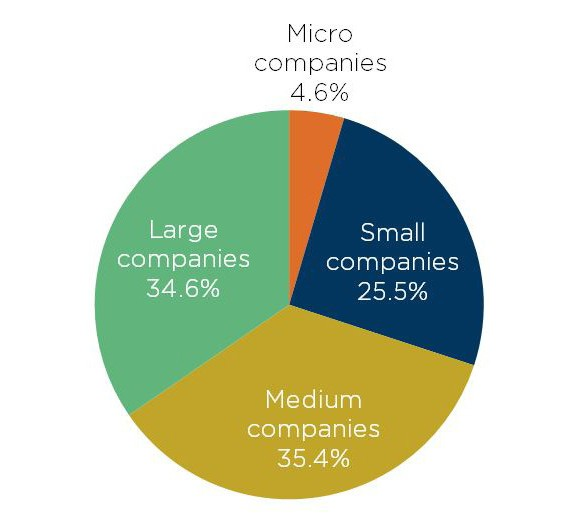 Micro
companies
4.6%
Large
companies
34.6%
Small
companies
25.5%
Medium
companies
35.4%